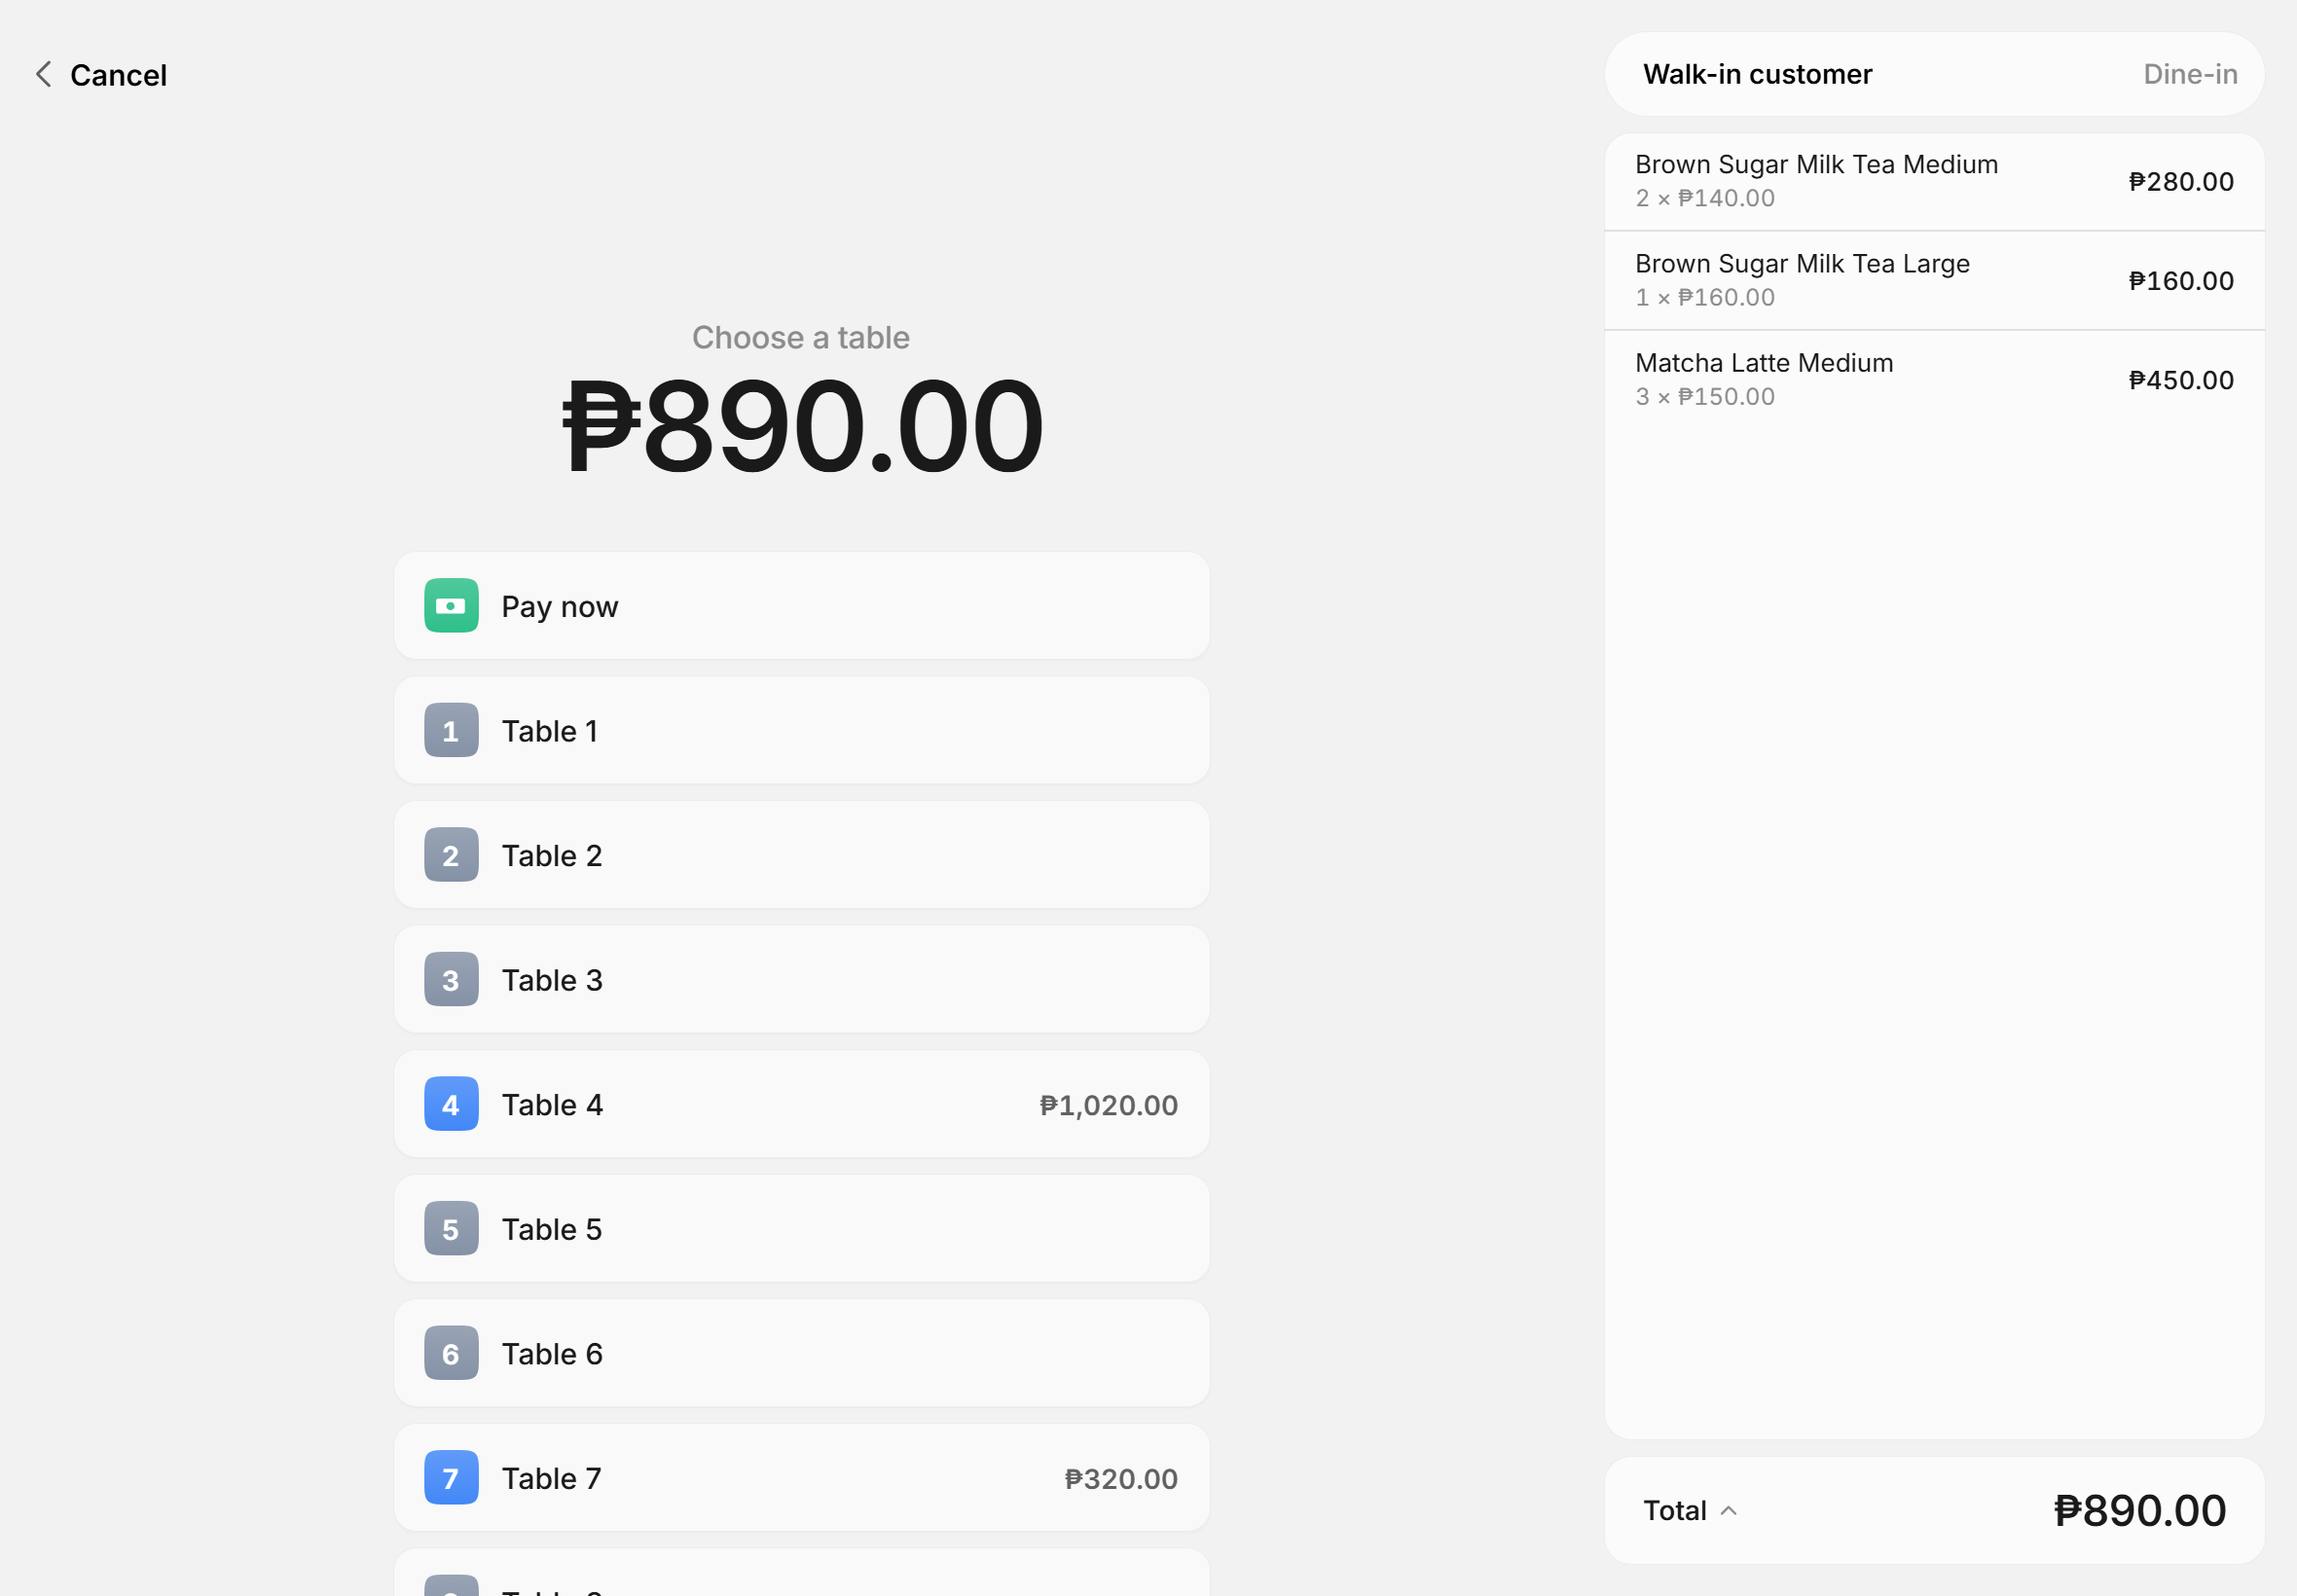 Cancel
Choose a table
₱890.00
Pay now
1 Table 1
2 Table 2
3 Table 3
4 Table 4 ₱1,020.00
5 Table 5
6 Table 6
7 Table 7 ₱320.00
Walk-in customer Dine-in
Brown Sugar Milk Tea Medium
2 × ₱140.00
₱280.00
Brown Sugar Milk Tea Large
1 × ₱160.00
₱160.00
Matcha Latte Medium
3 × ₱150.00
₱450.00
Total ₱890.00